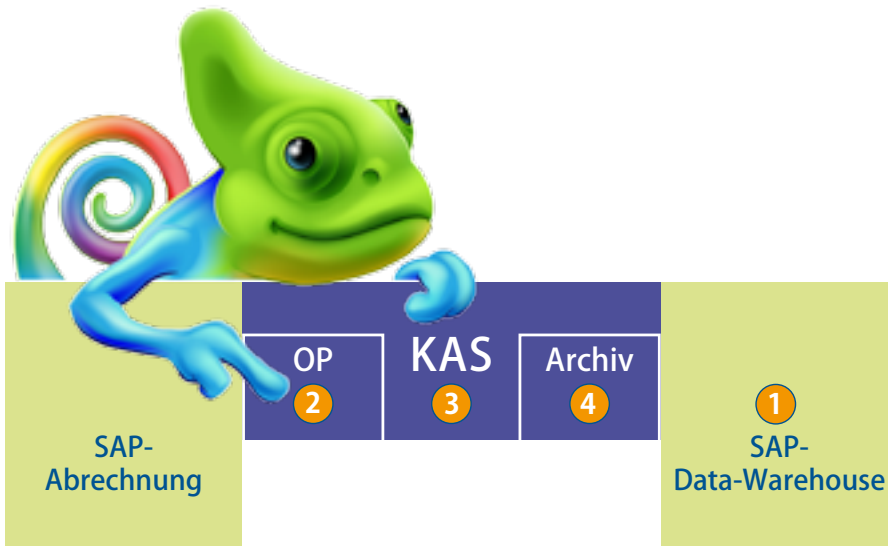 OP
KAS
Archiv
2
3
4
1
SAP-
Abrechnung
SAP-
Data-Warehouse